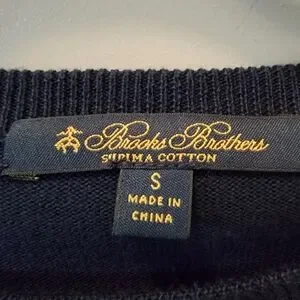 Brooks Brothers
SUPIMA COTTON
S
MADE IN
CHINA